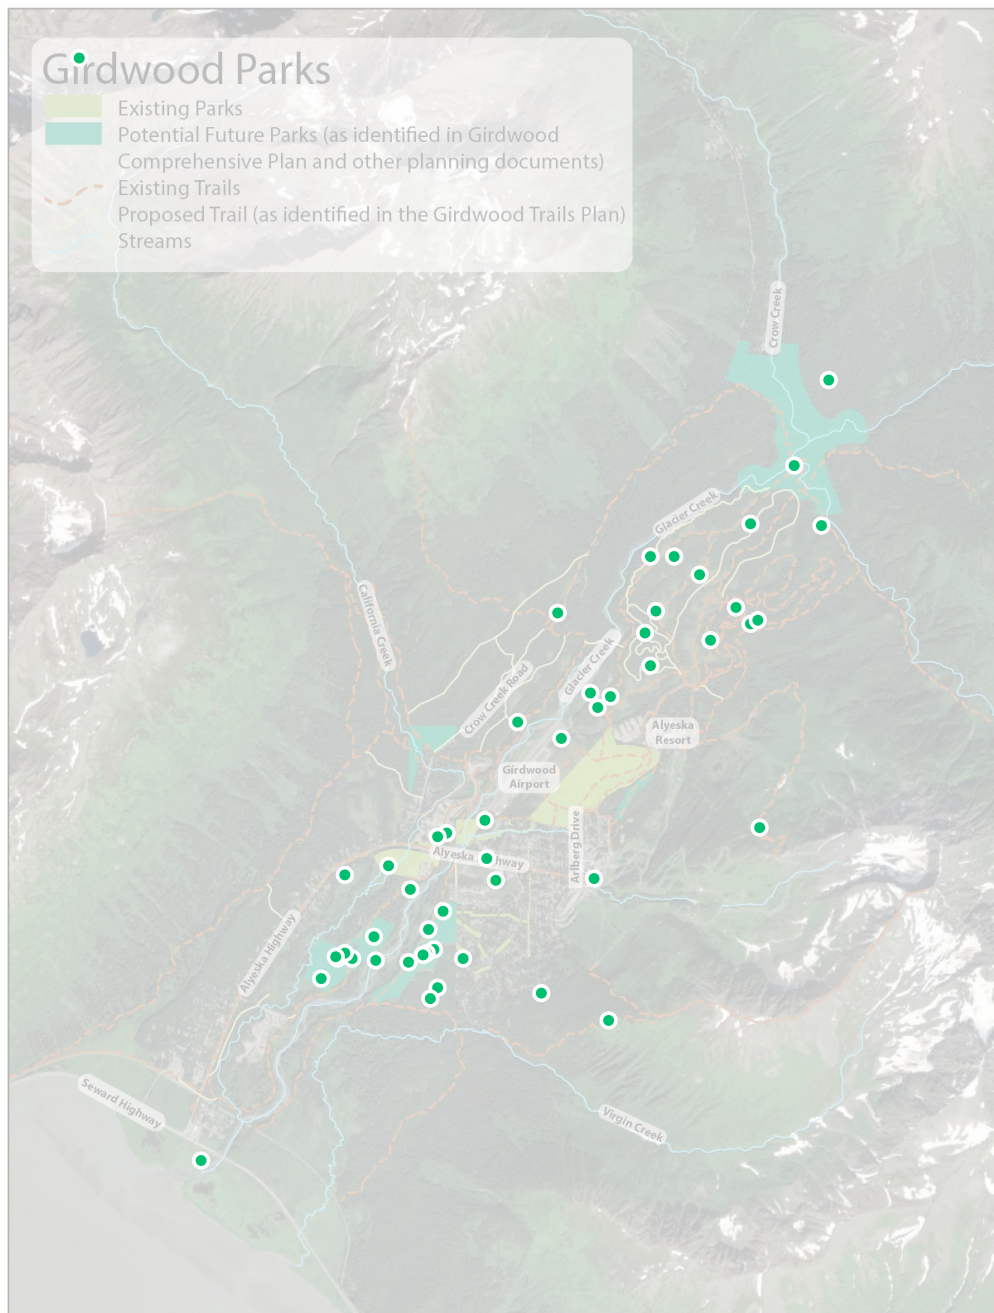 Girdwood Parks
Existing Parks
Potential Future Parks (as identified in Girdwood
Comprehensive Plan and other planning documents)
Existing Trails
Proposed Trail (as identified in the Girdwood Trails Plan)
Streams
Crow Creek
Glacier Creek
California Creek
Glacier Creek
Crow Creek Road
Alyeska
Resort
Girdwood
Airport
Arlberg Drive
Alyeska Highway
Alyeska Highway
Seward Highway
Virgin Creek